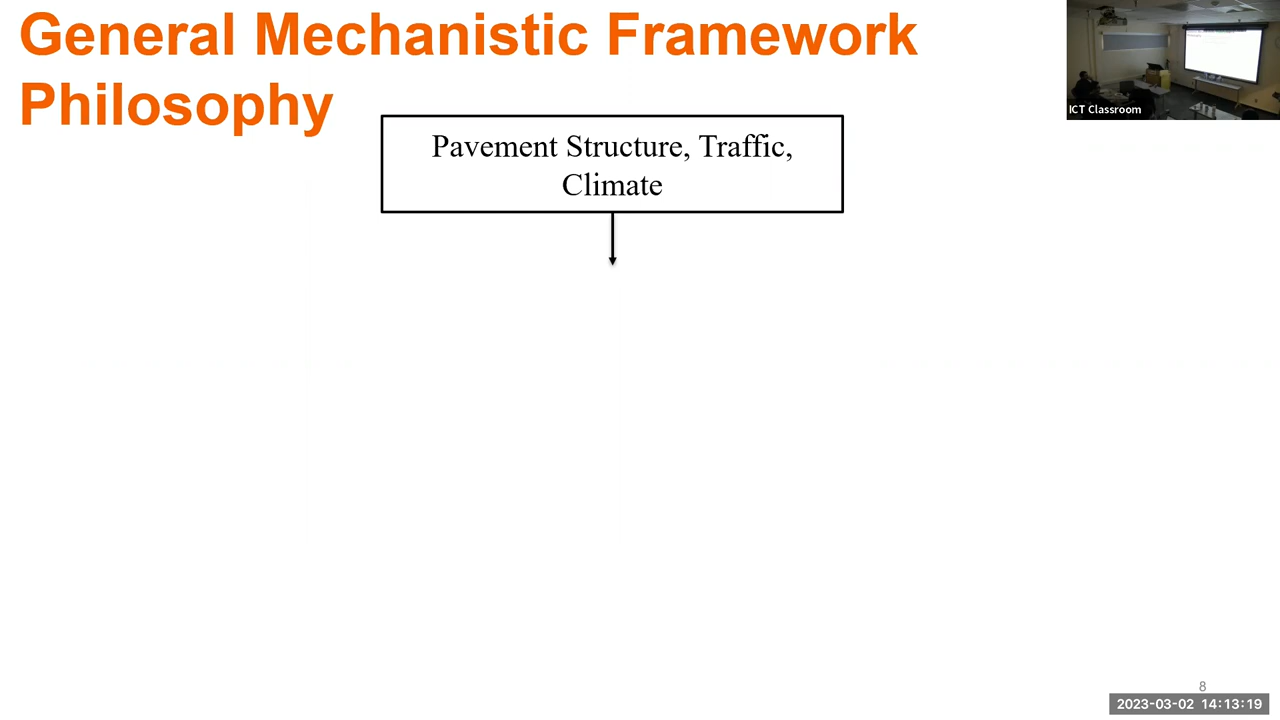 General Mechanistic Framework
Philosophy
Pavement Structure, Traffic,
Climate
ICT Classroom
8
2023-03-02 14:13:19